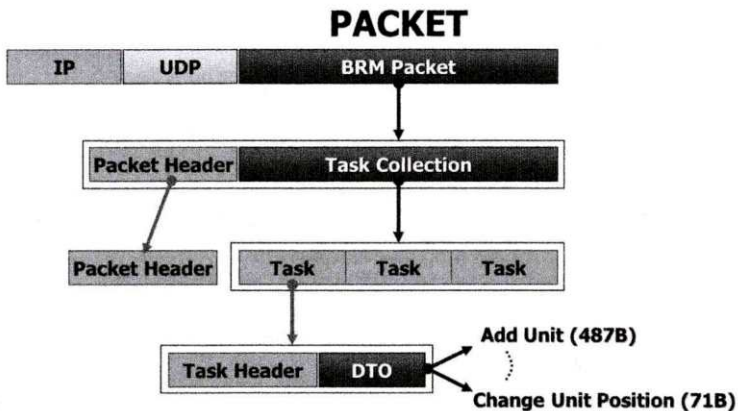 PACKET
IP UDP BRM Packet
Packet Header Task Collection
Packet Header Task Task Task
Add Unit (487B)
Task Header DTO
Change Unit Position (71B)